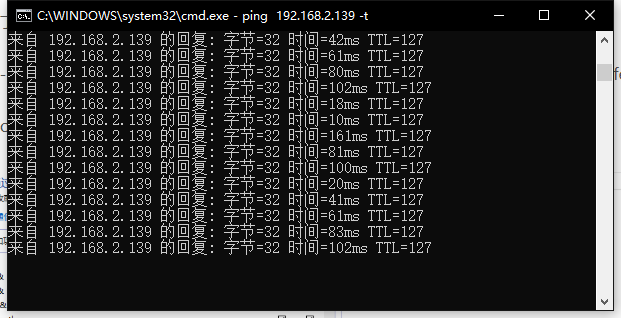 C:\WINDOWS\system32\cmd.exe - ping  192.168.2.139 -t
来自 192.168.2.139 的回复: 字节=32 时间=42ms TTL=127
来自 192.168.2.139 的回复: 字节=32 时间=61ms TTL=127
来自 192.168.2.139 的回复: 字节=32 时间=80ms TTL=127
来自 192.168.2.139 的回复: 字节=32 时间=102ms TTL=127
来自 192.168.2.139 的回复: 字节=32 时间=18ms TTL=127
来自 192.168.2.139 的回复: 字节=32 时间=10ms TTL=127
来自 192.168.2.139 的回复: 字节=32 时间=161ms TTL=127
来自 192.168.2.139 的回复: 字节=32 时间=81ms TTL=127
来自 192.168.2.139 的回复: 字节=32 时间=100ms TTL=127
来自 192.168.2.139 的回复: 字节=32 时间=20ms TTL=127
来自 192.168.2.139 的回复: 字节=32 时间=41ms TTL=127
来自 192.168.2.139 的回复: 字节=32 时间=61ms TTL=127
来自 192.168.2.139 的回复: 字节=32 时间=83ms TTL=127
来自 192.168.2.139 的回复: 字节=32 时间=102ms TTL=127